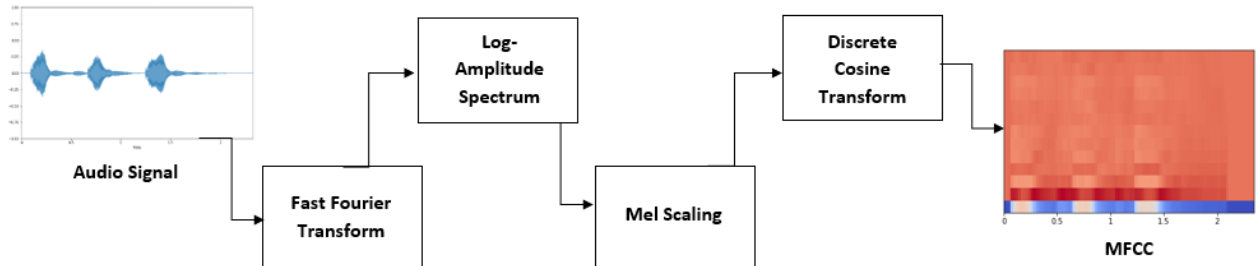 Audio Signal
Fast Fourier
Transform
Log-
Amplitude
Spectrum
Mel Scaling
Discrete
Cosine
Transform
0
0.5
1
1.5
2
MFCC